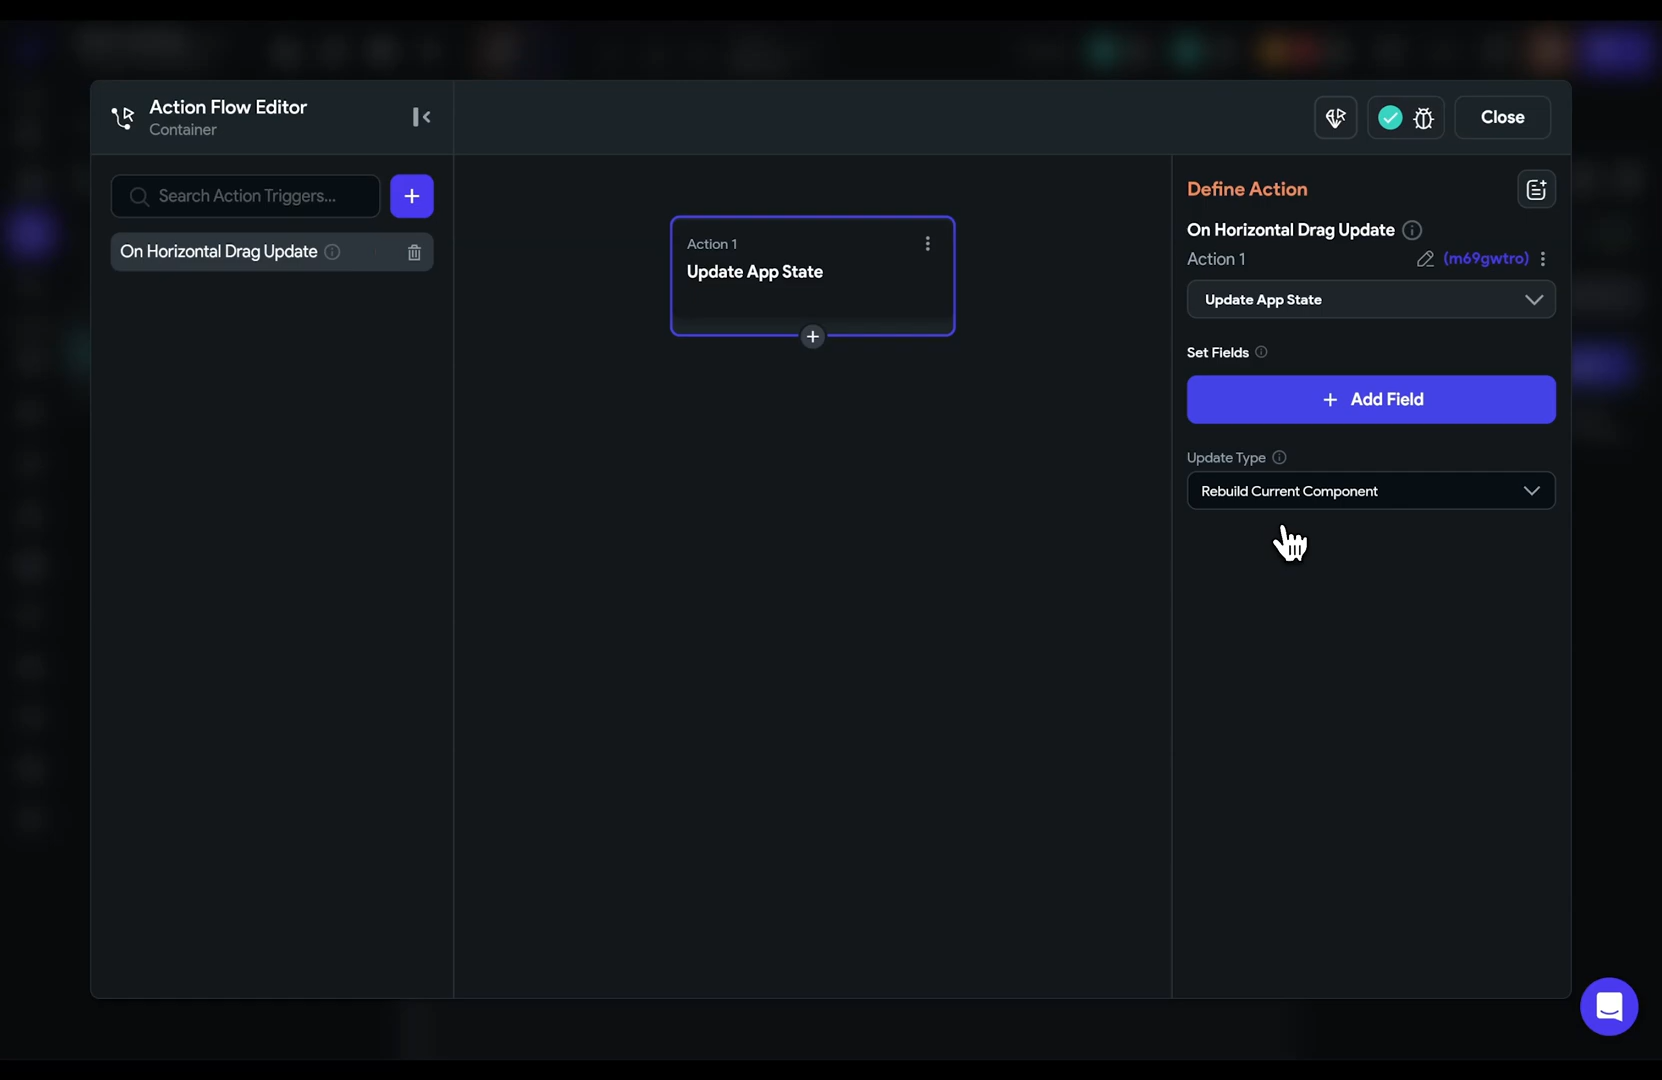 Action Flow Editor
Container
Close
Search Action Triggers...
On Horizontal Drag Update
Action 1
Update App State
Define Action
On Horizontal Drag Update
Action 1
(m69gwtro)
Update App State
Set Fields
+ Add Field
Update Type
Rebuild Current Component